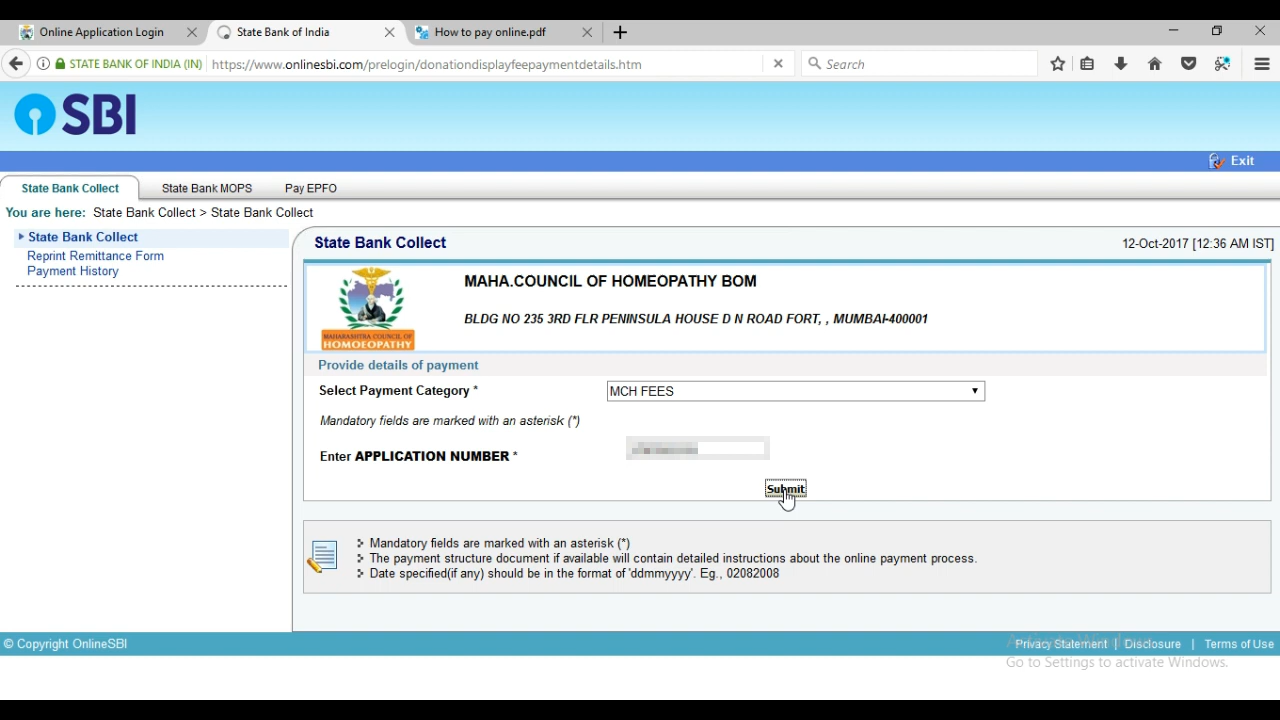 Online Application Login
State Bank of India
How to pay online.pdf
STATE BANK OF INDIA (IN)
https://www.onlinesbi.com/prelogin/donationdisplayfeepaymentdetails.htm
Search
SBI
Exit
State Bank Collect
State Bank MOPS
Pay EPFO
You are here: State Bank Collect > State Bank Collect
State Bank Collect
Reprint Remittance Form
Payment History
State Bank Collect
12-Oct-2017 [12:36 AM IST]
MAHARASHTRA COUNCIL OF
HOMOEOPATHY
MAHA.COUNCIL OF HOMEOPATHY BOM
BLDG NO 235 3RD FLR PENINSULA HOUSE D N ROAD FORT, , MUMBAI-400001
Provide details of payment
Select Payment Category *
MCH FEES
Mandatory fields are marked with an asterisk (*)
Enter APPLICATION NUMBER *
Submit
Mandatory fields are marked with an asterisk (*)
The payment structure document if available will contain detailed instructions about the online payment process.
Date specified(if any) should be in the format of 'ddmmyyyy'. Eg., 02082008
© Copyright OnlineSBI
Privacy Statement | Disclosure | Terms of Use
Activate Windows
Go to Settings to activate Windows.